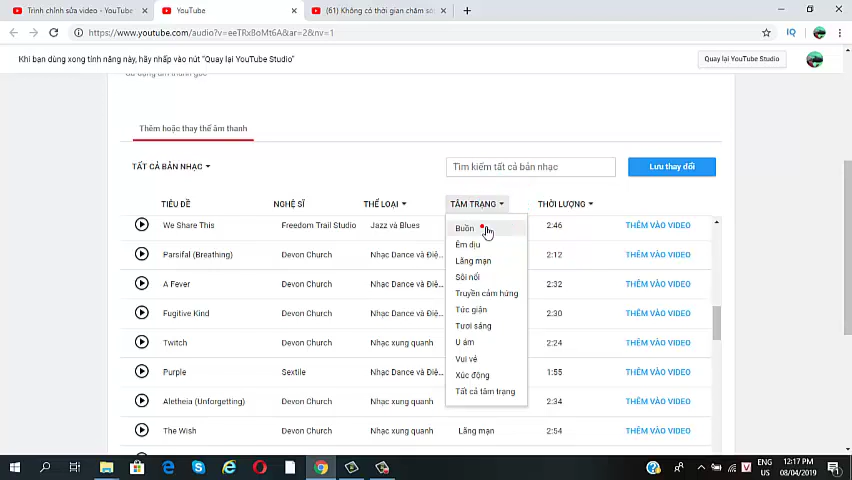 Trình chỉnh sửa video - YouTube
YouTube
(61) Không có thời gian chăm só
https://www.youtube.com/audio?v=eeTRxBoMt6A&ar=2&nv=1
Khi bạn dùng xong tính năng này, hãy nhấp vào nút "Quay lại YouTube Studio"
Quay lại YouTube Studio
Thêm hoặc thay thế âm thanh
TẤT CẢ BẢN NHẠC
Tìm kiếm tất cả bản nhạc
Lưu thay đổi
TIÊU ĐỀ NGHỆ SĨ THỂ LOẠI TÂM TRẠNG THỜI LƯỢNG
We Share This Freedom Trail Studio Jazz và Blues 2:46 THÊM VÀO VIDEO
Parsifal (Breathing) Devon Church Nhạc Dance và Điệ... 2:12 THÊM VÀO VIDEO
A Fever Devon Church Nhạc Dance và Điệ... 2:32 THÊM VÀO VIDEO
Fugitive Kind Devon Church Nhạc Dance và Điệ... 2:30 THÊM VÀO VIDEO
Twitch Devon Church Nhạc xung quanh 2:24 THÊM VÀO VIDEO
Purple Sextile Nhạc Dance và Điệ... 1:55 THÊM VÀO VIDEO
Aletheia (Unforgetting) Devon Church Nhạc xung quanh 2:34 THÊM VÀO VIDEO
The Wish Devon Church Nhạc xung quanh Lãng mạn 2:54 THÊM VÀO VIDEO
Buồn
Êm dịu
Lãng mạn
Sôi nổi
Truyền cảm hứng
Tức giận
Tươi sáng
U ám
Vui vẻ
Xúc động
Tất cả tâm trạng
ENG
US
12:17 PM
08/04/2019